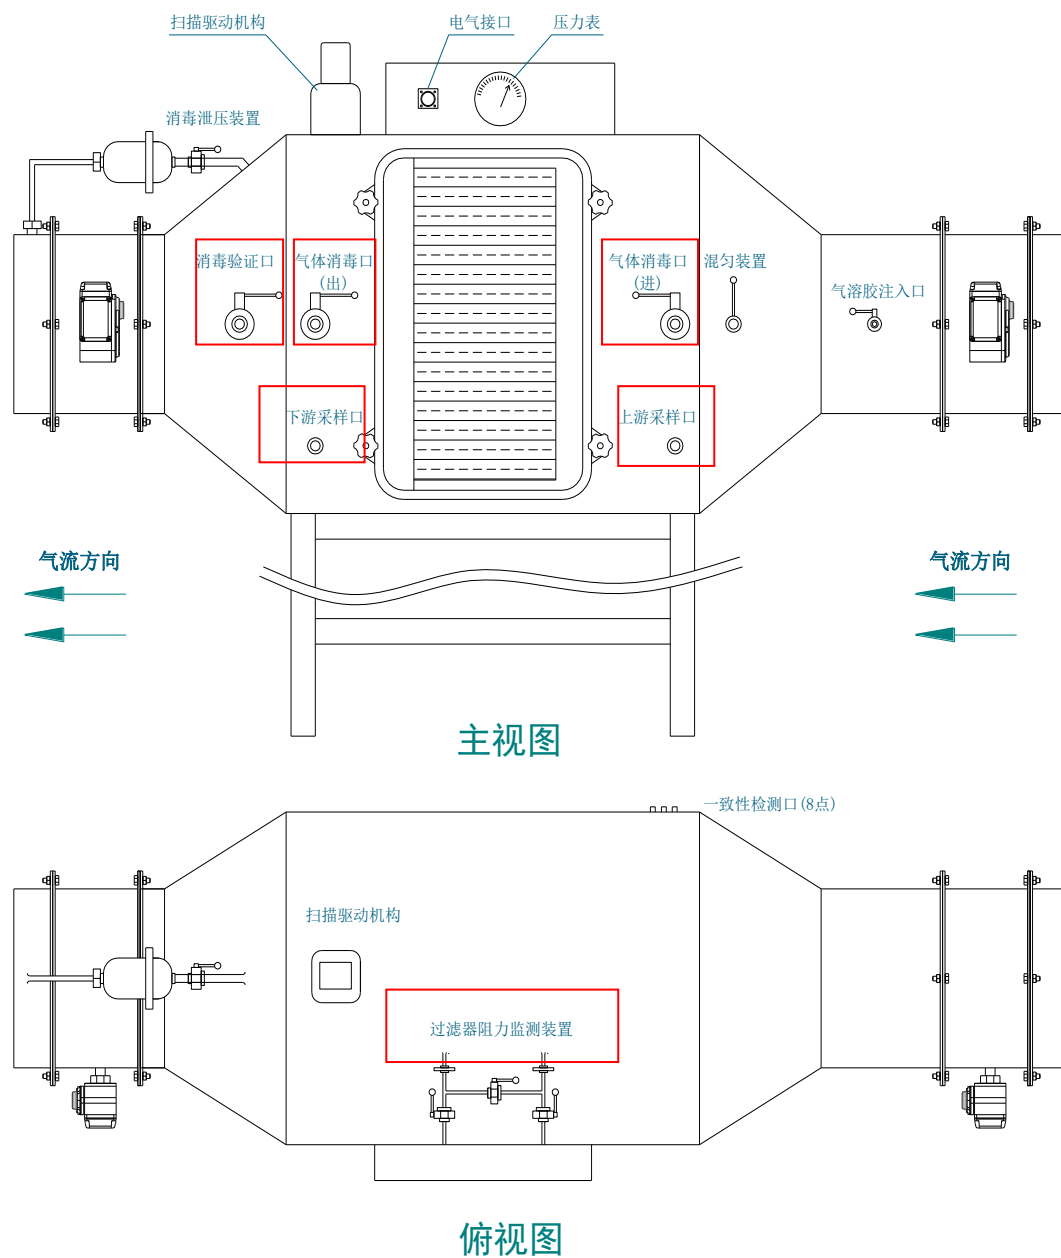 扫描驱动机构
电气接口
压力表
消毒泄压装置
消毒验证口
气体消毒口
(出)
气体消毒口
(进)
混匀装置
气溶胶注入口
下游采样口
上游采样口
气流方向
气流方向
主视图
一致性检测口(8点)
扫描驱动机构
过滤器阻力监测装置
俯视图